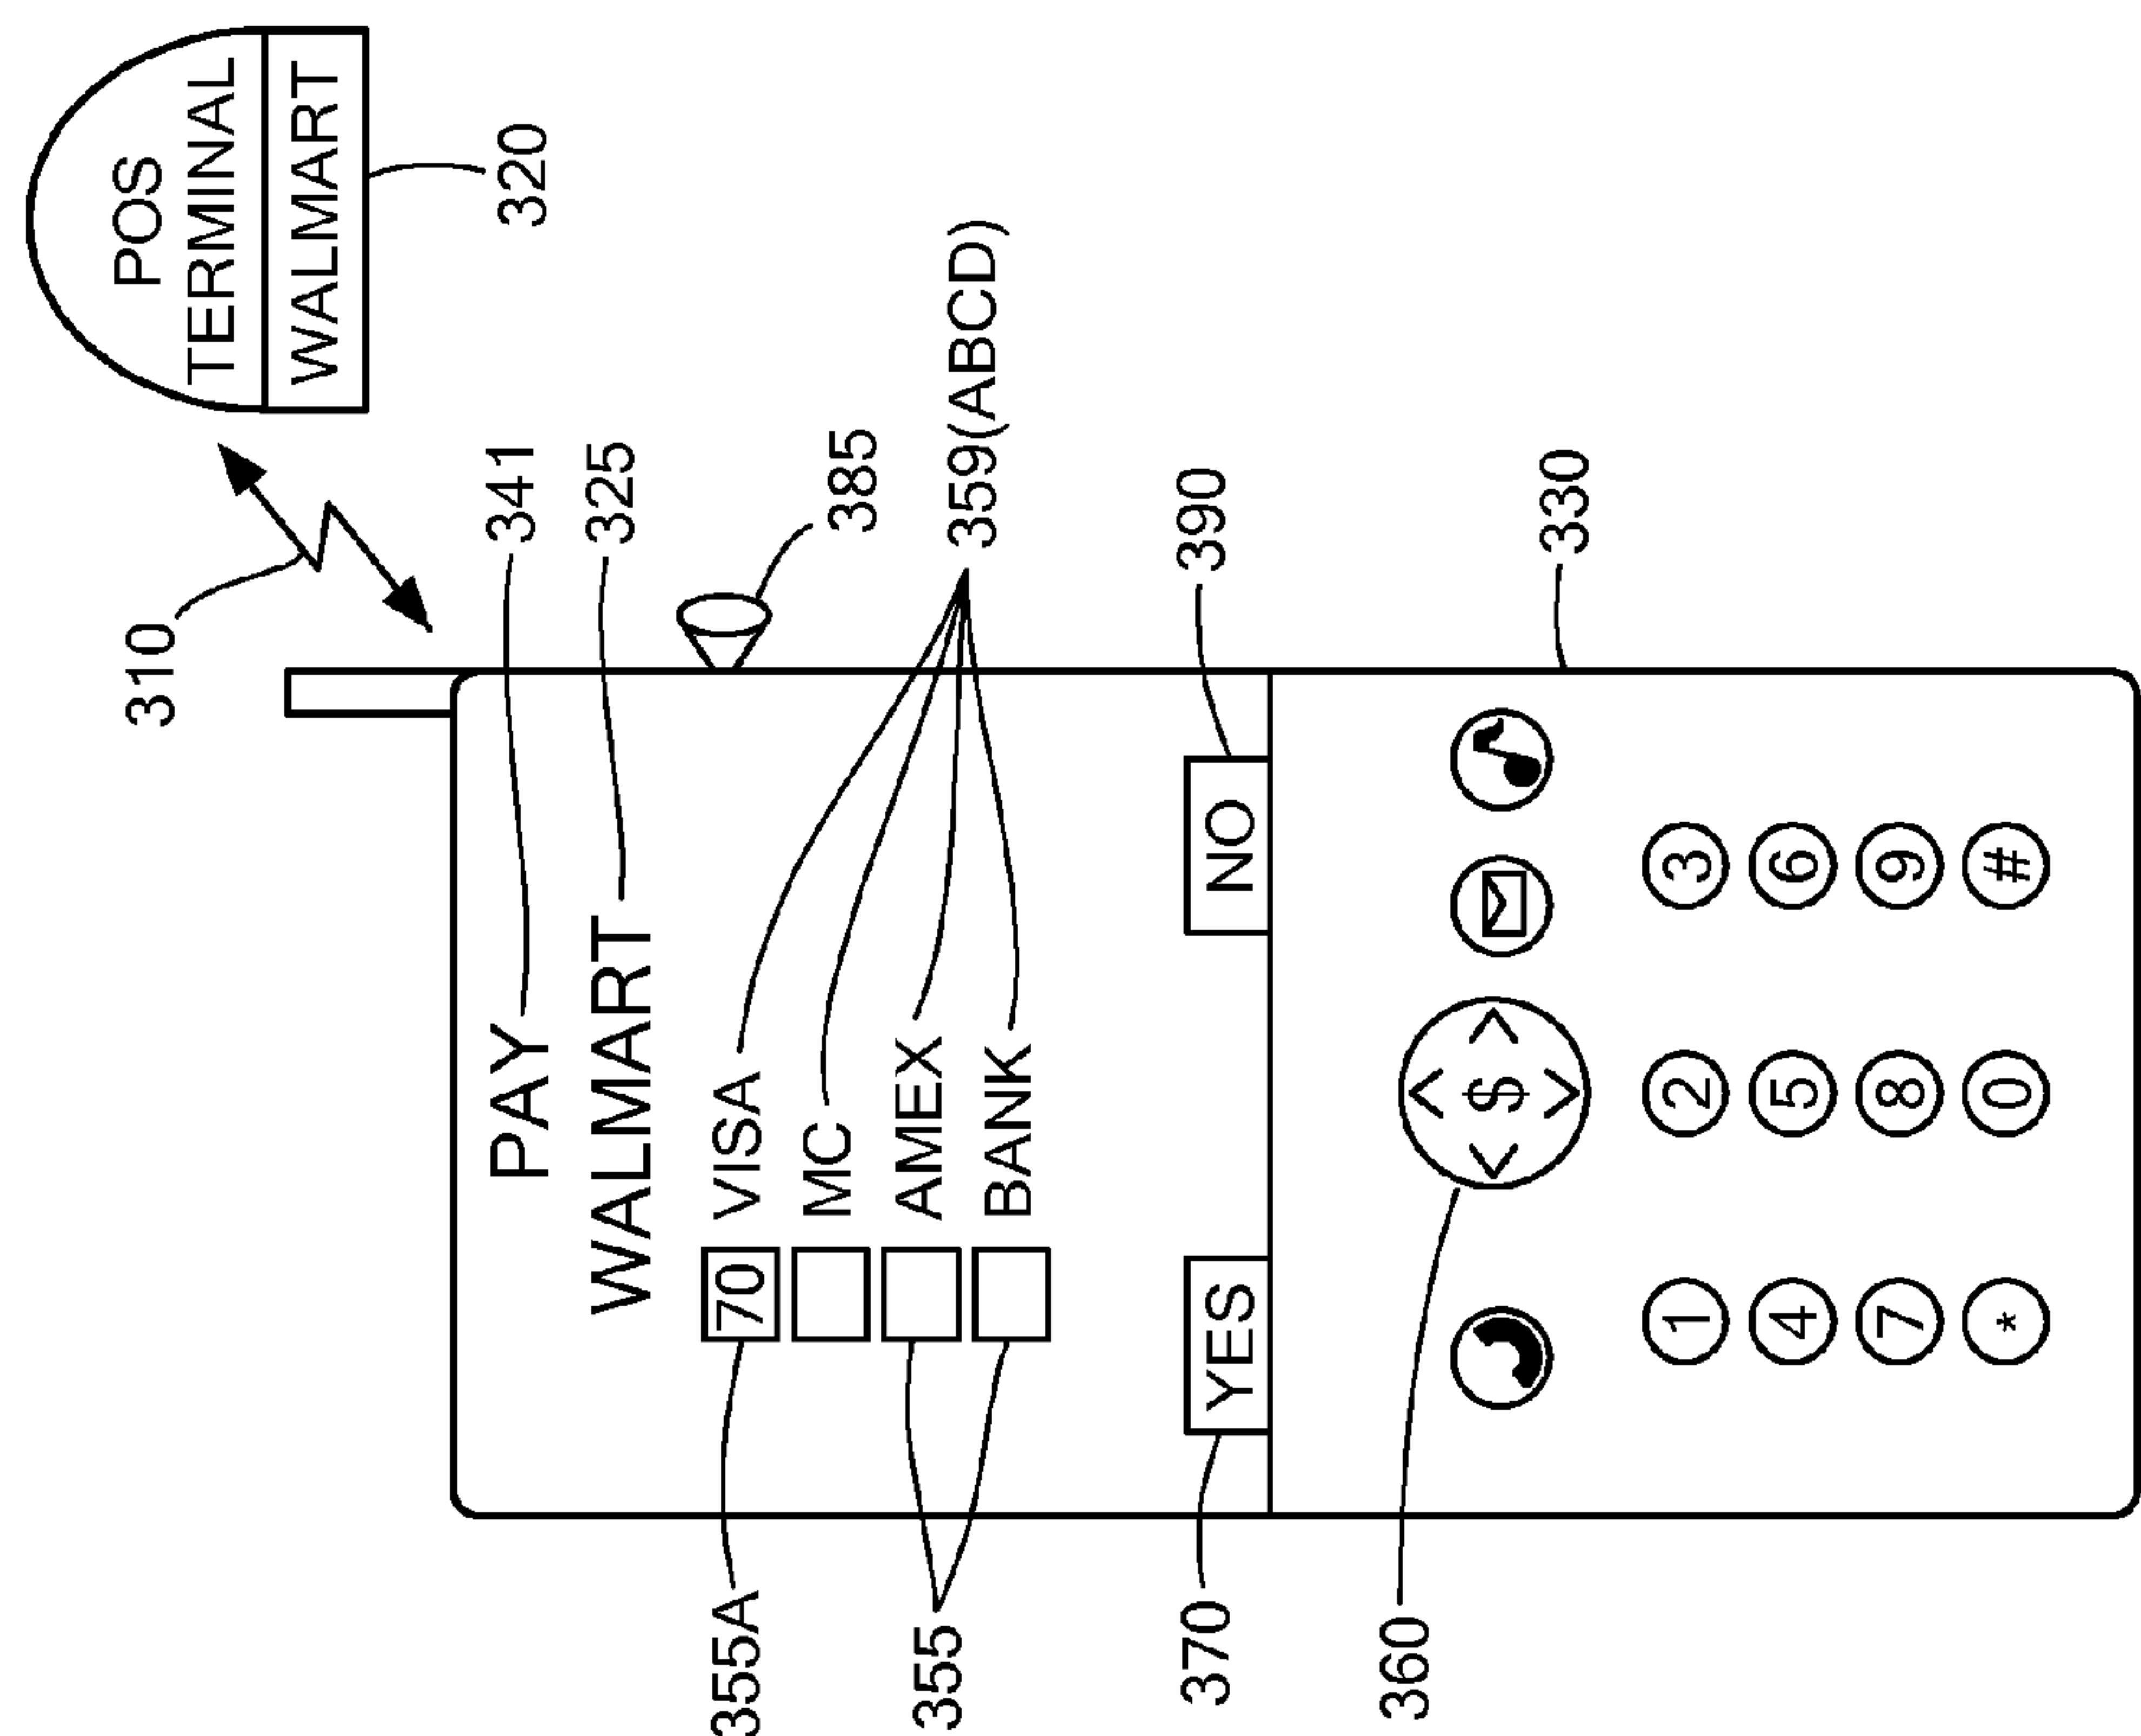 POS
TERMINAL
WALMART
320
310
341
325
385
359(ABCD)
390
330
PAY
WALMART
70 VISA
MC
AMEX
BANK
YES NO
355A
355
370
360
$
1 2 3
4 5 6
7 8 9
* 0 #